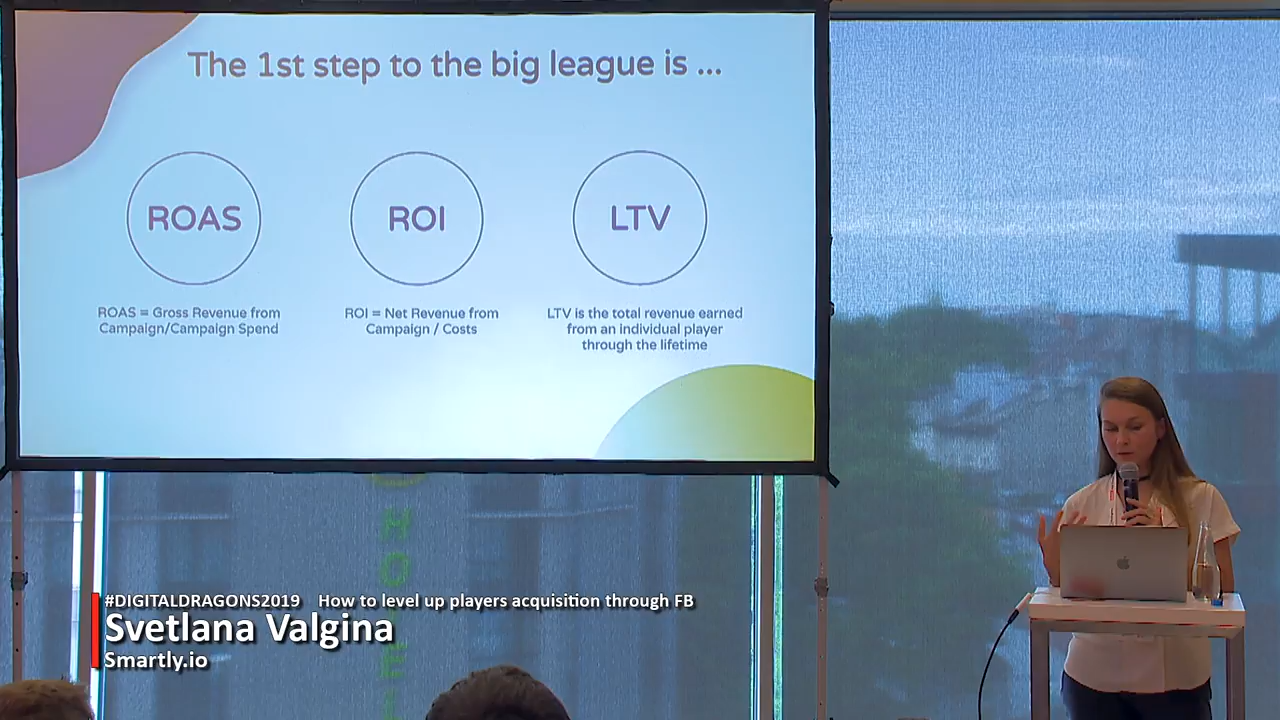 The 1st step to the big league is ...
ROAS
ROI
LTV
ROAS = Gross Revenue from
Campaign/Campaign Spend
ROI = Net Revenue from
Campaign / Costs
LTV is the total revenue earned
from an individual player
through the lifetime
#DIGITALDRAGONS2019 How to level up players acquisition through FB
Svetlana Valgina
Smartly.io